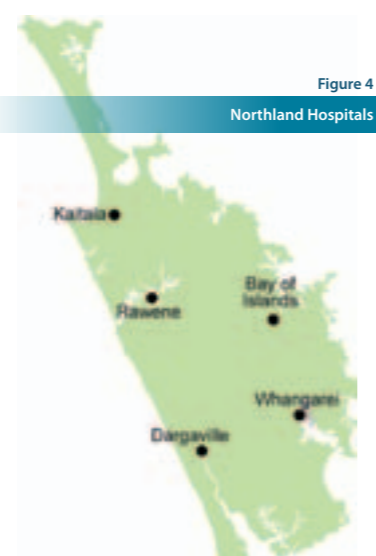 Figure 4
Northland Hospitals
Kaitaia
Rawene
Bay of
Islands
Whangarei
Dargaville